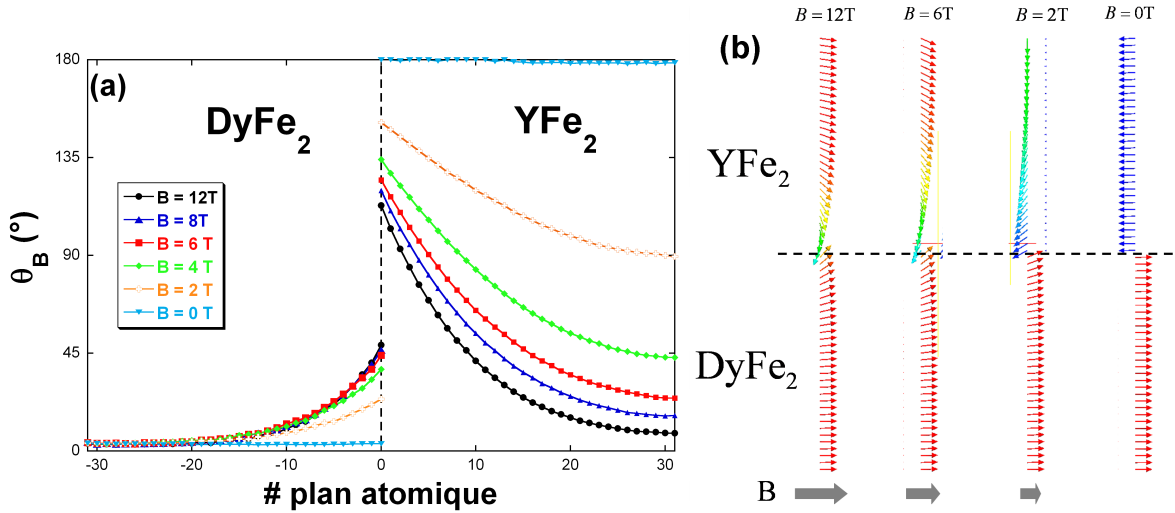 (a)
DyFe2
YFe2
θB (°)
180
135
90
45
0
B = 12T
B = 8T
B = 6 T
B = 4 T
B = 2 T
B = 0 T
-30
-20
-10
0
10
20
30
# plan atomique
(b)
B = 12T
B = 6T
B = 2T
B = 0T
YFe2
DyFe2
B